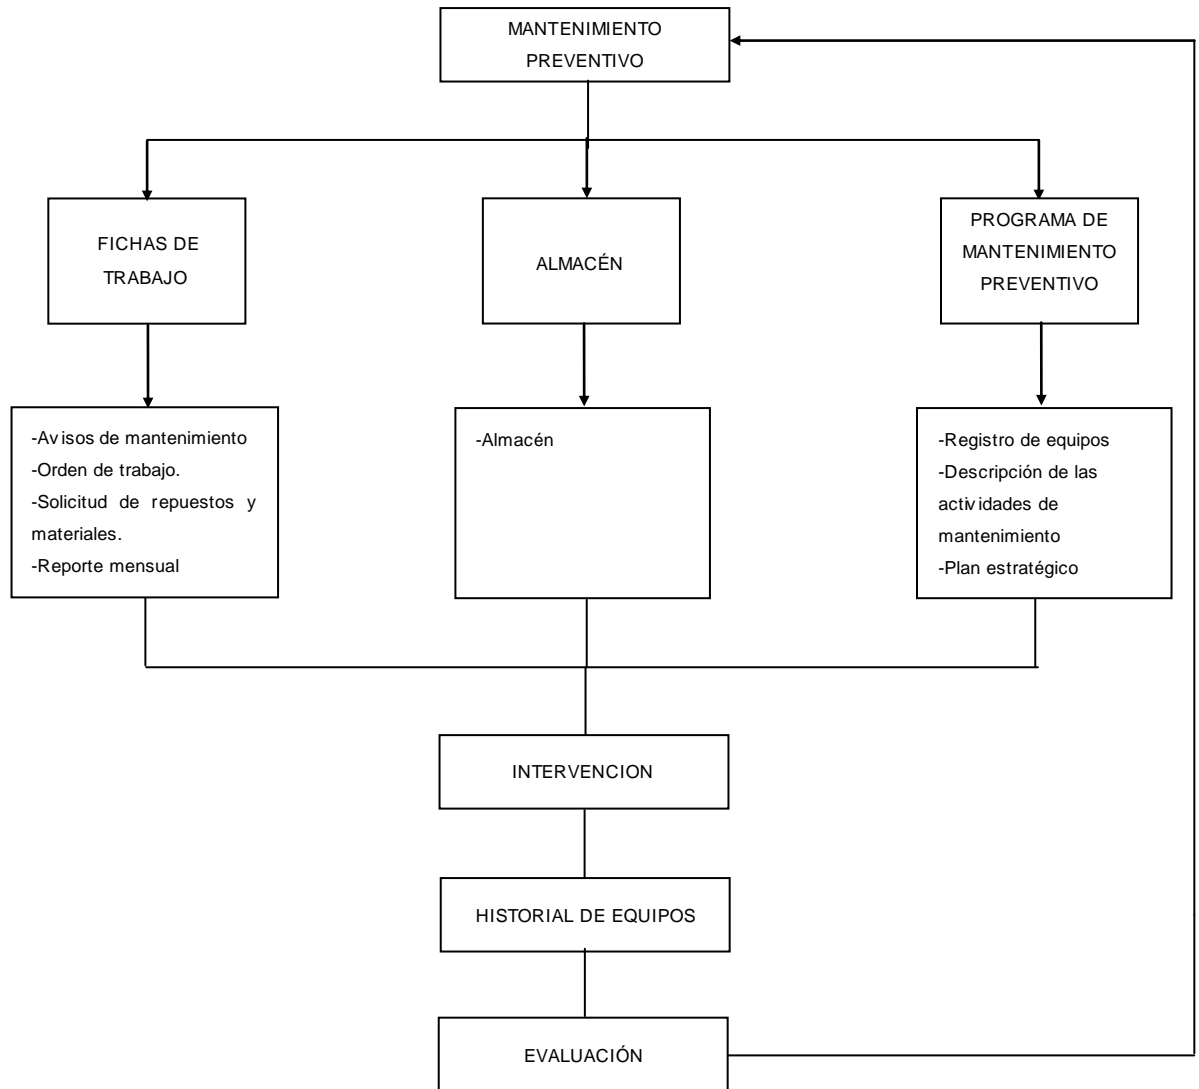 MANTENIMIENTO
PREVENTIVO
FICHAS DE
TRABAJO
ALMACÉN
PROGRAMA DE
MANTENIMIENTO
PREVENTIVO
-Avisos de mantenimiento
-Orden de trabajo.
-Solicitud de repuestos y
materiales.
-Reporte mensual
-Almacén
-Registro de equipos
-Descripción de las
actividades de
mantenimiento
-Plan estratégico
INTERVENCION
HISTORIAL DE EQUIPOS
EVALUACIÓN